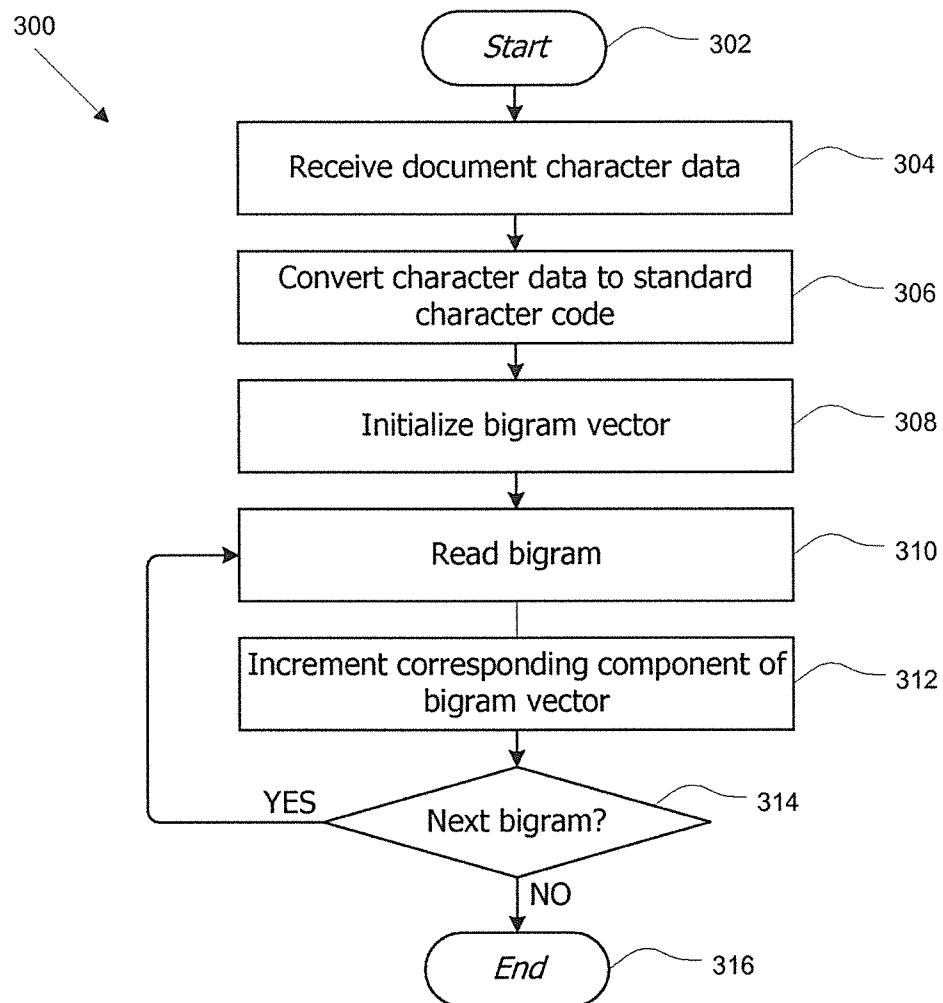 300
Start
302
Receive document character data
304
Convert character data to standard
character code
306
Initialize bigram vector
308
Read bigram
310
Increment corresponding component of
bigram vector
312
YES
Next bigram?
314
NO
End
316